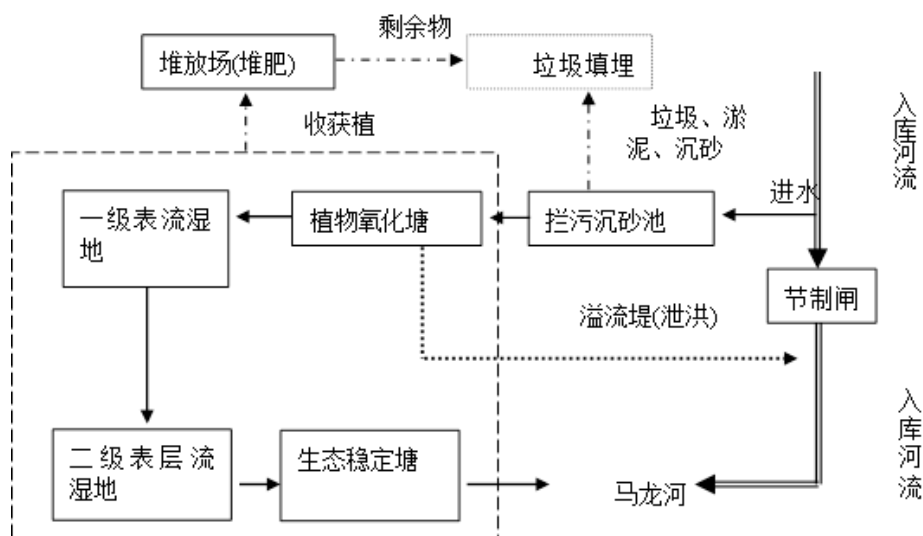 剩余物
堆放场(堆肥)
垃圾填埋
收获植
垃圾、淤
泥、沉砂
入库河流
进水
一级表流湿
地
植物氧化塘
拦污沉砂池
节制闸
溢流堤(泄洪)
二级表层流
湿地
生态稳定塘
马龙河
入库河流